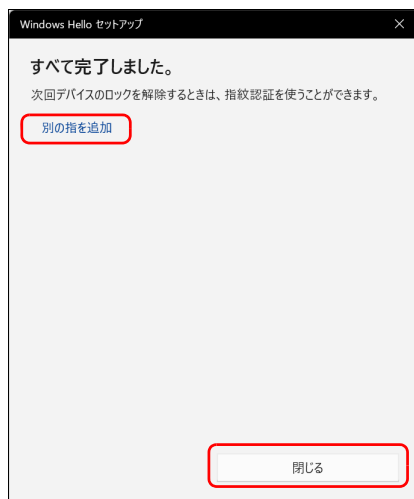 Windows Hello セットアップ
すべて完了しました。
次回デバイスのロックを解除するときは、指紋認証を使うことができます。
別の指を追加
閉じる